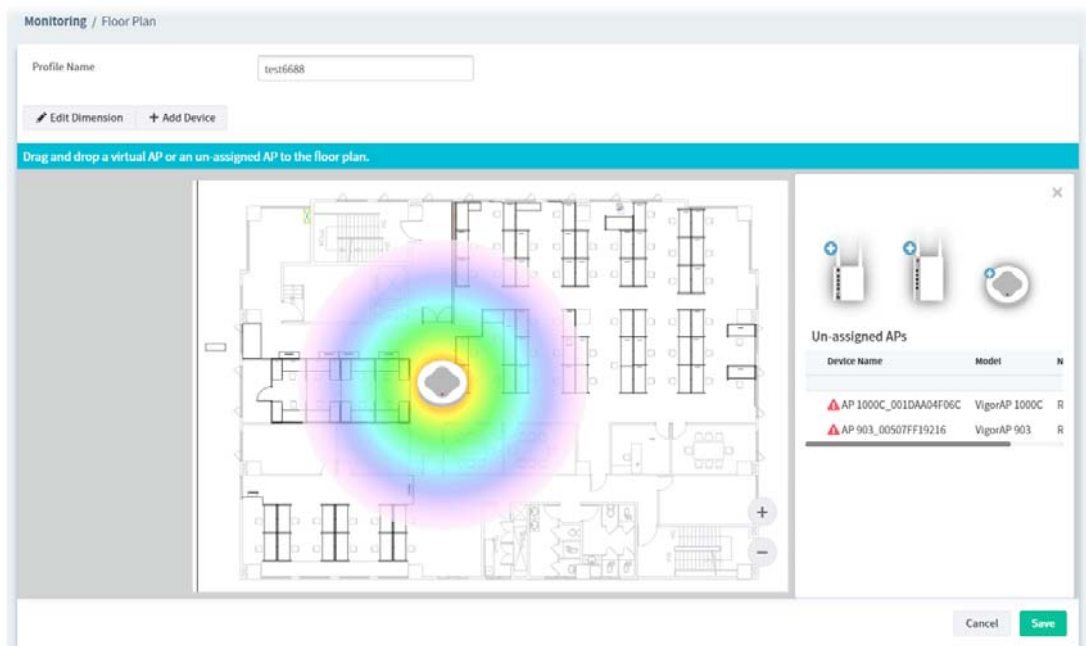 Monitoring / Floor Plan
Profile Name
test6688
Edit Dimension
+ Add Device
Drag and drop a virtual AP or an un-assigned AP to the floor plan.
×
Un-assigned APs
Device Name Model N
AP 1000C_001DAA04F06C VigorAP 1000C R
AP 903_00507FF19216 VigorAP 903 R
+
−
Cancel Save